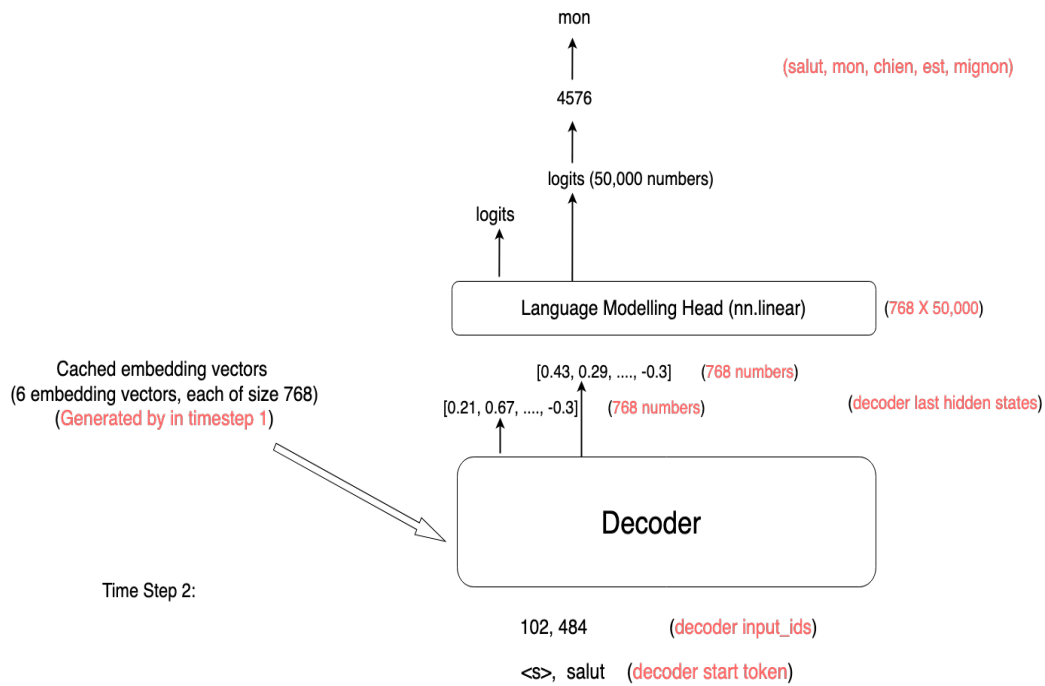 mon
(salut, mon, chien, est, mignon)
4576
logits (50,000 numbers)
logits
Language Modelling Head (nn.linear)
(768 X 50,000)
Cached embedding vectors
(6 embedding vectors, each of size 768)
(Generated by in timestep 1)
[0.43, 0.29, ...., -0.3]
(768 numbers)
[0.21, 0.67, ...., -0.3]
(768 numbers)
(decoder last hidden states)
Decoder
Time Step 2:
102, 484
(decoder input_ids)
<s>, salut
(decoder start token)